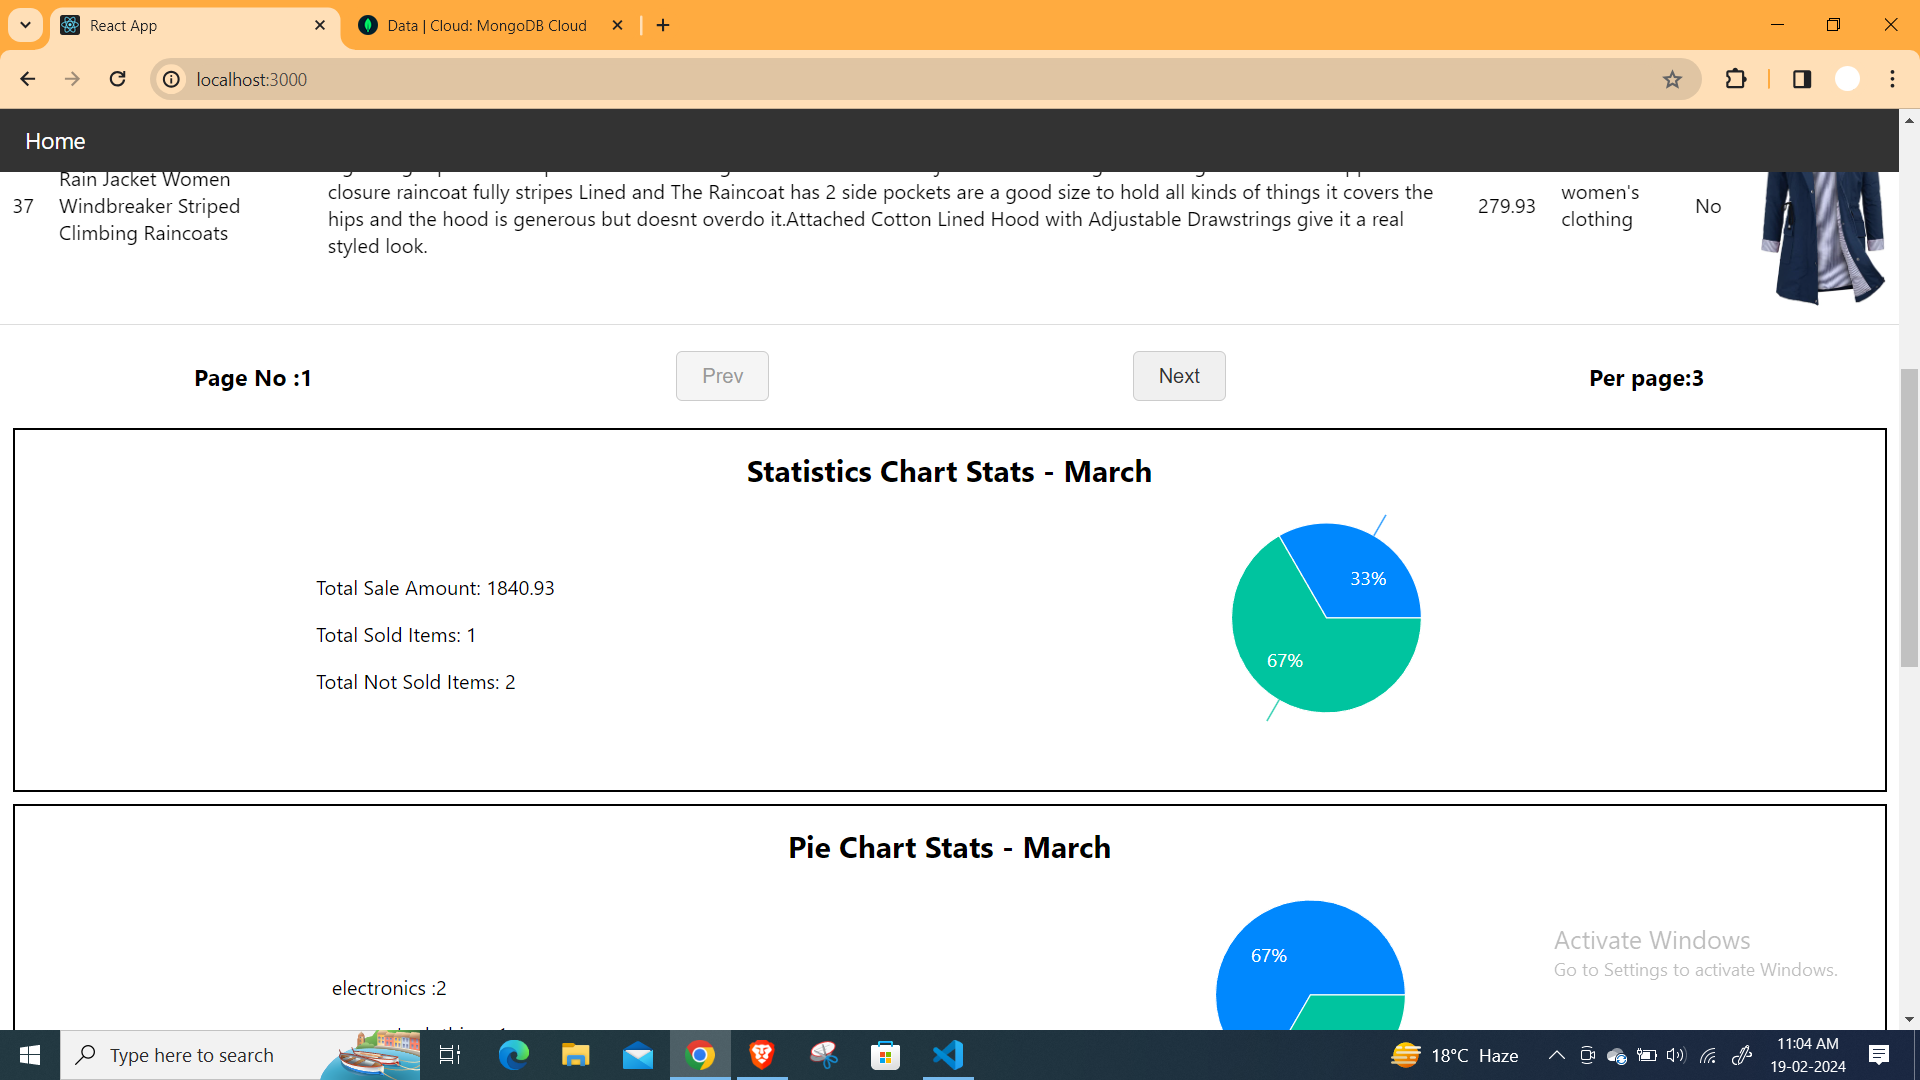 React App
Data | Cloud: MongoDB Cloud
localhost:3000
Home
37
Rain Jacket Women
Windbreaker Striped
Climbing Raincoats
closure raincoat fully stripes Lined and The Raincoat has 2 side pockets are a good size to hold all kinds of things it covers the
hips and the hood is generous but doesnt overdo it.Attached Cotton Lined Hood with Adjustable Drawstrings give it a real
styled look.
279.93
women's
clothing
No
Page No :1
Prev
Next
Per page:3
Statistics Chart Stats - March
Total Sale Amount: 1840.93
Total Sold Items: 1
Total Not Sold Items: 2
33%
67%
Pie Chart Stats - March
electronics :2
67%
Activate Windows
Go to Settings to activate Windows.
Type here to search
18°C Haze
11:04 AM
19-02-2024